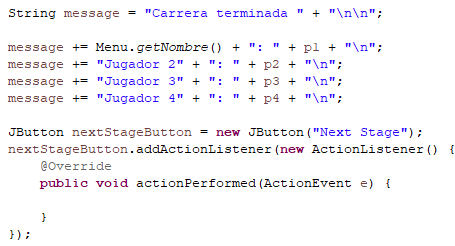 String message = "Carrera terminada " + "\n\n";
message += Menu.getNombre() + ": " + p1 + "\n";
message += "Jugador 2" + ": " + p2 + "\n";
message += "Jugador 3" + ": " + p3 + "\n";
message += "Jugador 4" + ": " + p4 + "\n";
JButton nextStageButton = new JButton("Next Stage");
nextStageButton.addActionListener(new ActionListener() {
@Override
public void actionPerformed(ActionEvent e) {
}
});